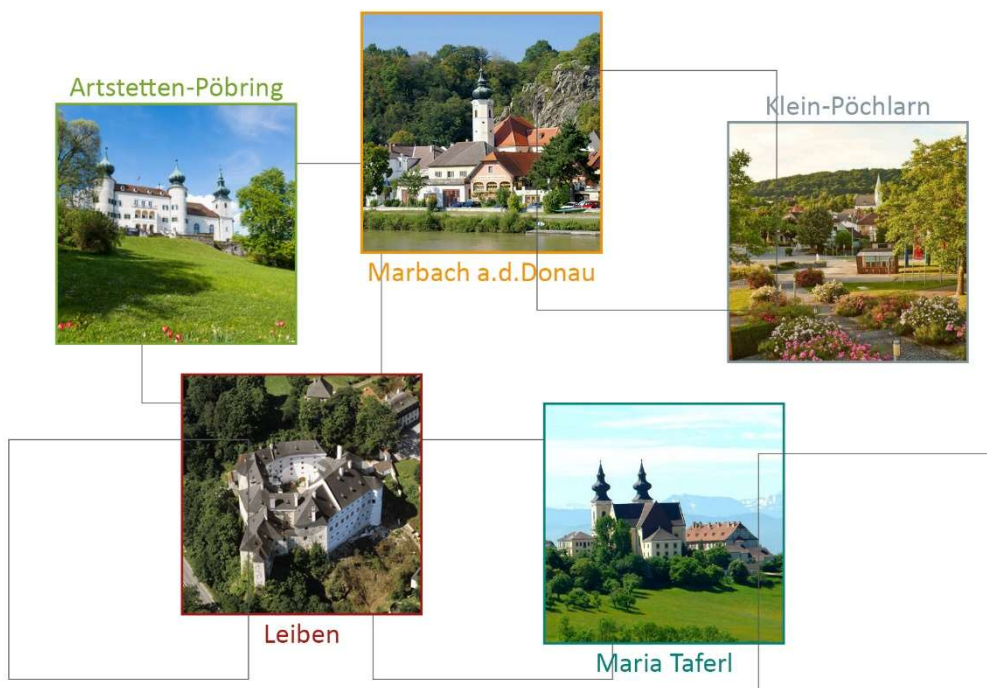 Artstetten-Pöbring
Marbach a.d.Donau
Klein-Pöchlarn
Leiben
Maria Taferl